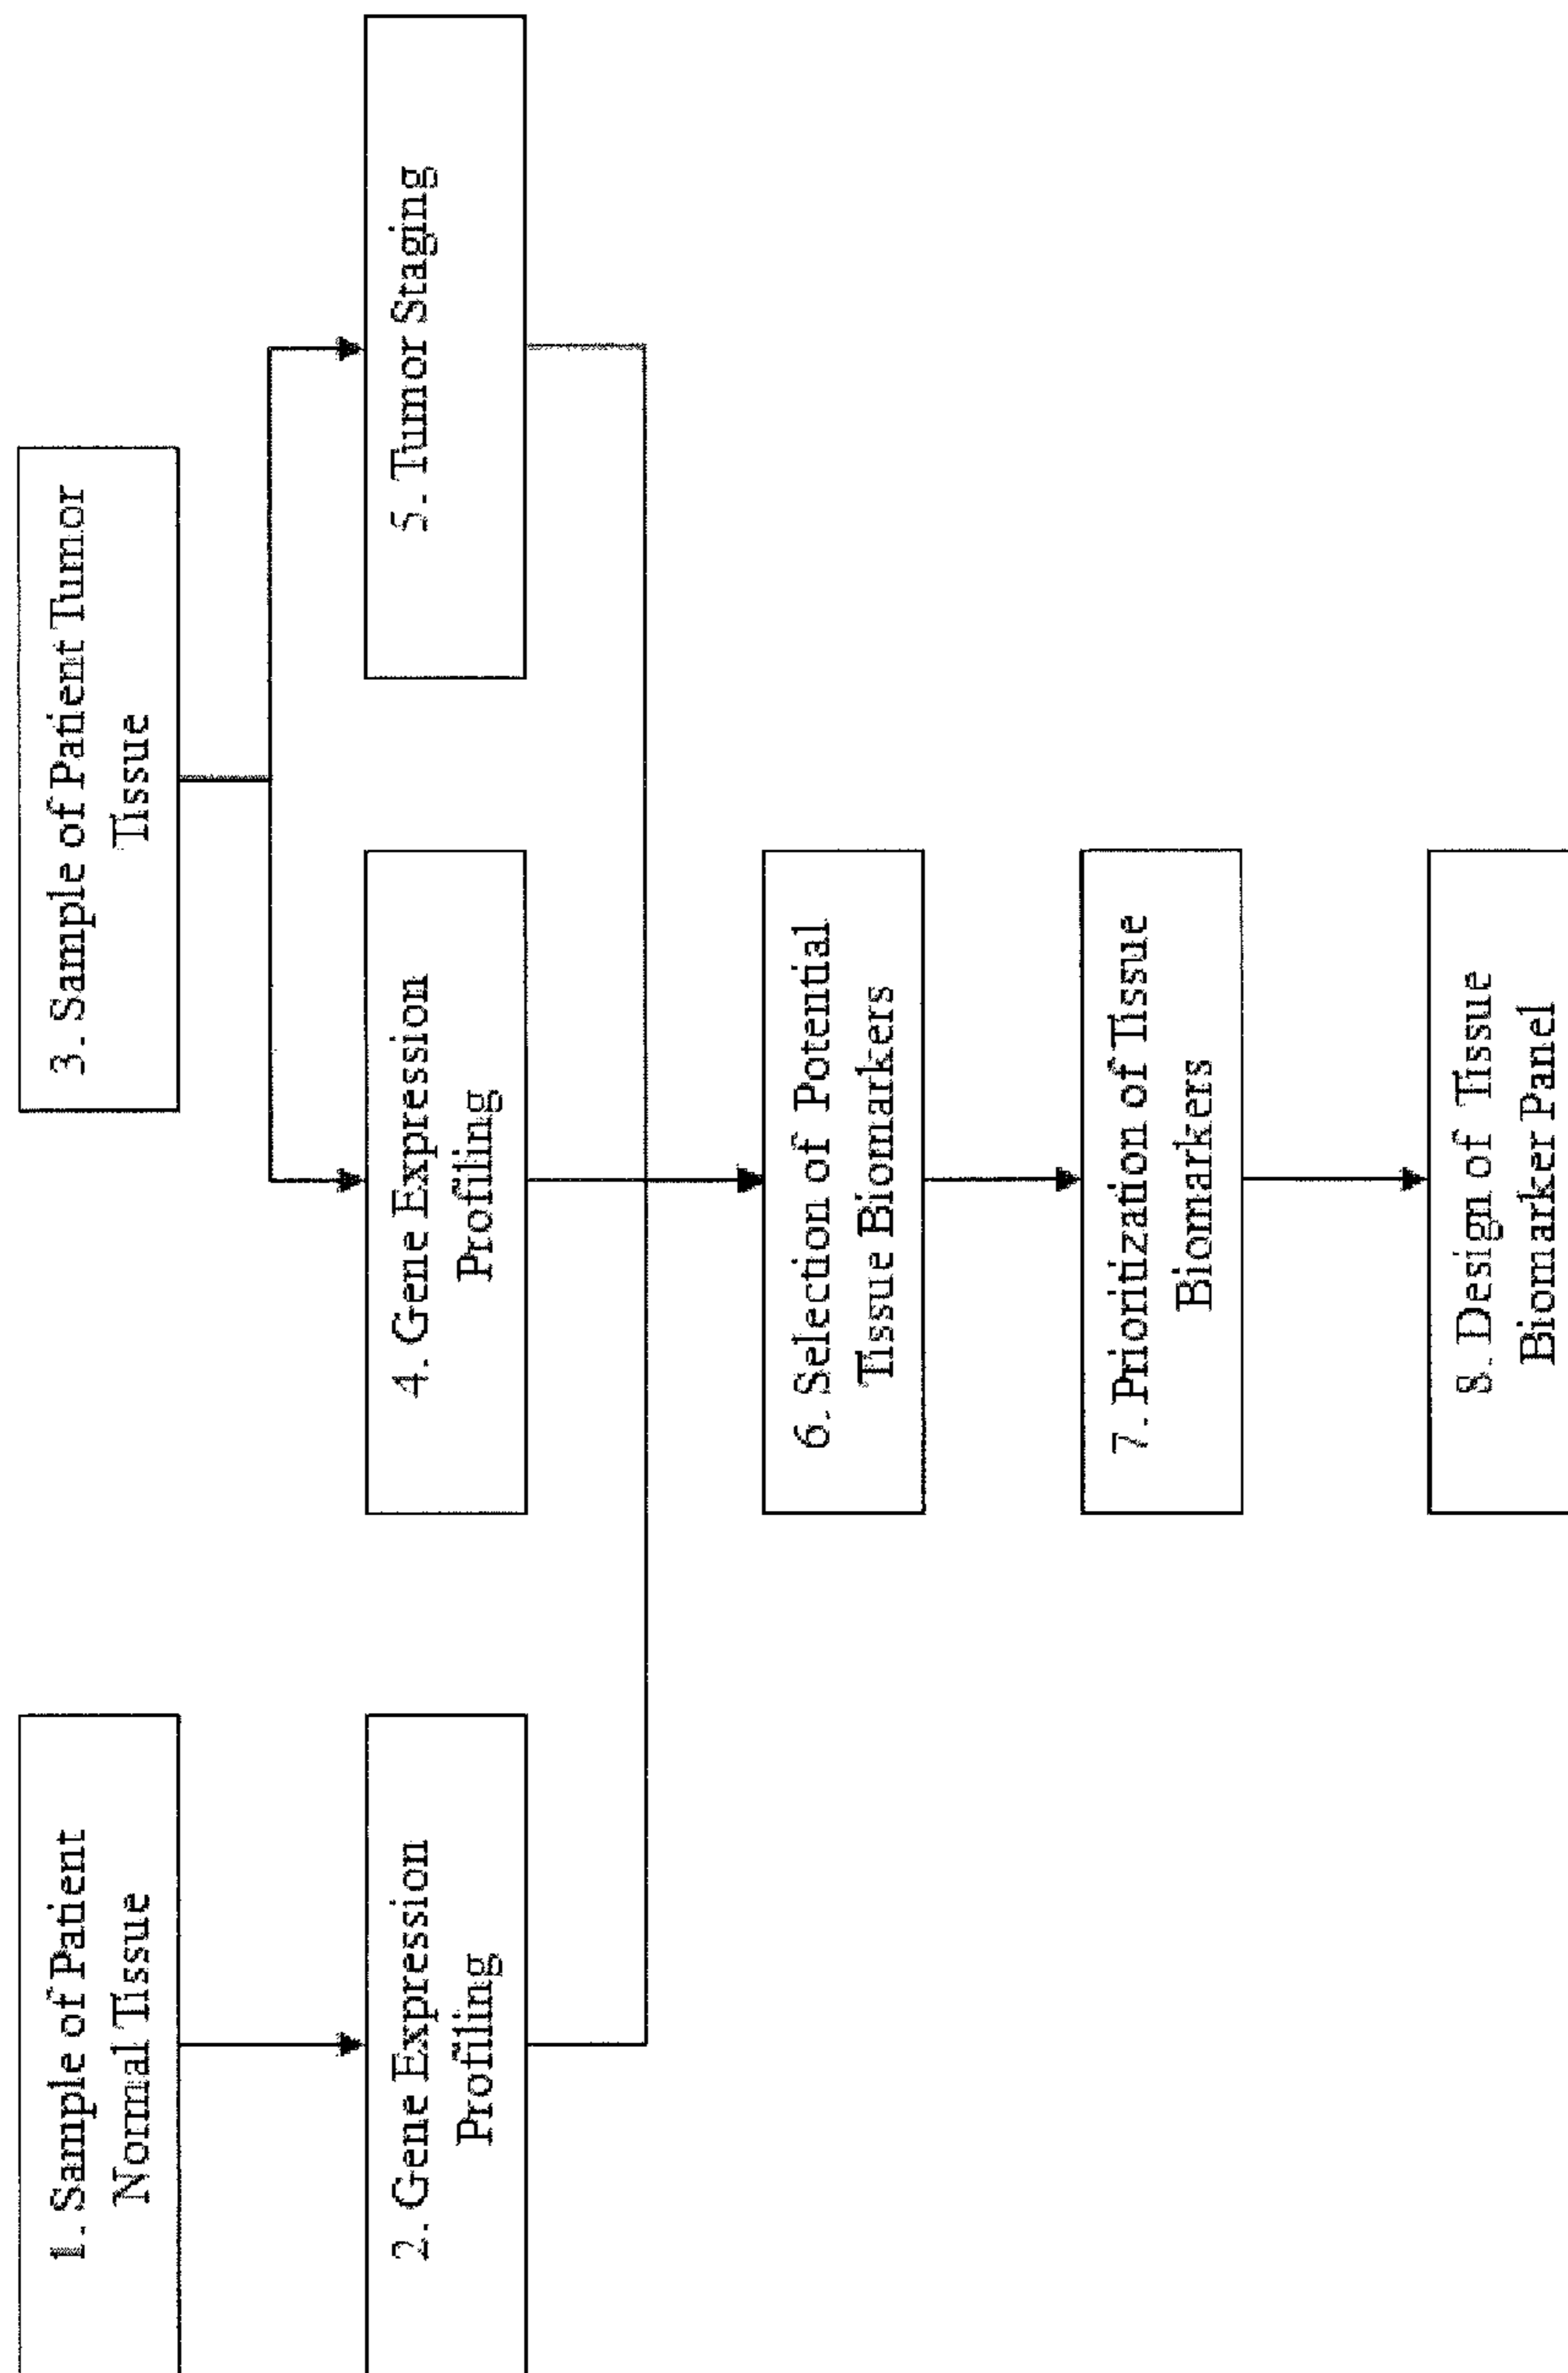 1. Sample of Patient
Normal Tissue
3. Sample of Patient Tumor
Tissue
2. Gene Expression
Profiling
4. Gene Expression
Profiling
5. Tumor Staging
6. Selection of Potential
Tissue Biomarkers
7. Prioritization of Tissue
Biomarkers
8. Design of Tissue
Biomarker Panel